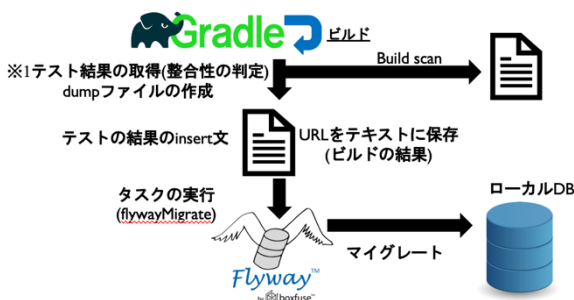 Gradle
ビルド
※1テスト結果の取得(整合性の判定)
dumpファイルの作成
Build scan
テストの結果のinsert文
URLをテキストに保存
(ビルドの結果)
タスクの実行
(flywayMigrate)
ローカルDB
マイグレート
Flyway™
by boxfuse™